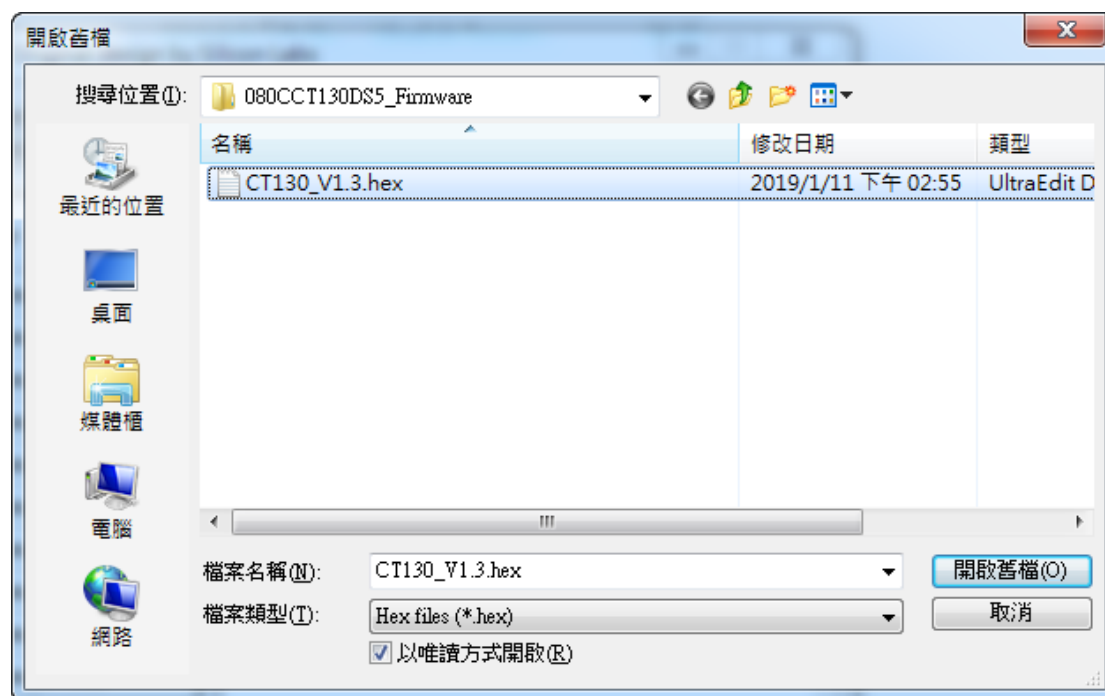 開啟舊檔
搜尋位置(I):
080CCT130DS5_Firmware
名稱
修改日期
類型
CT130_V1.3.hex
2019/1/11 下午 02:55
UltraEdit D
最近的位置
桌面
媒體櫃
電腦
網路
檔案名稱(N):
CT130_V1.3.hex
開啟舊檔(O)
檔案類型(T):
Hex files (*.hex)
取消
以唯讀方式開啟(R)